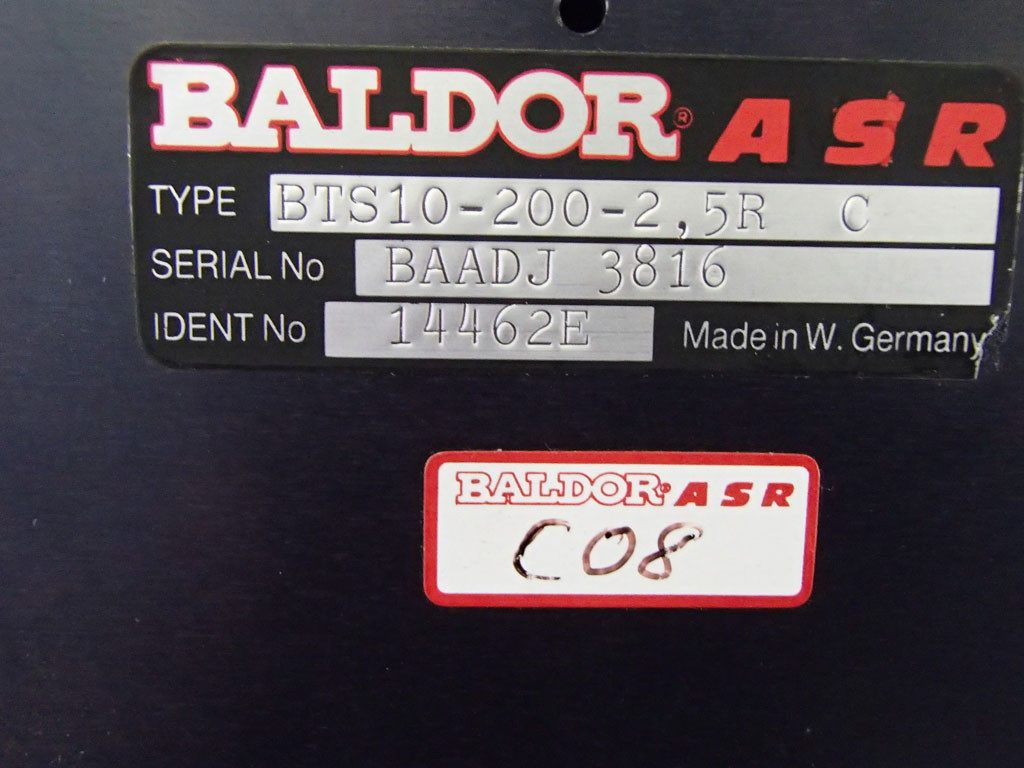 BALDOR® ASR
TYPE BTS10-200-2,5R C
SERIAL No BAADJ 3816
IDENT No 14462E Made in W. Germany
BALDOR® ASR
C08